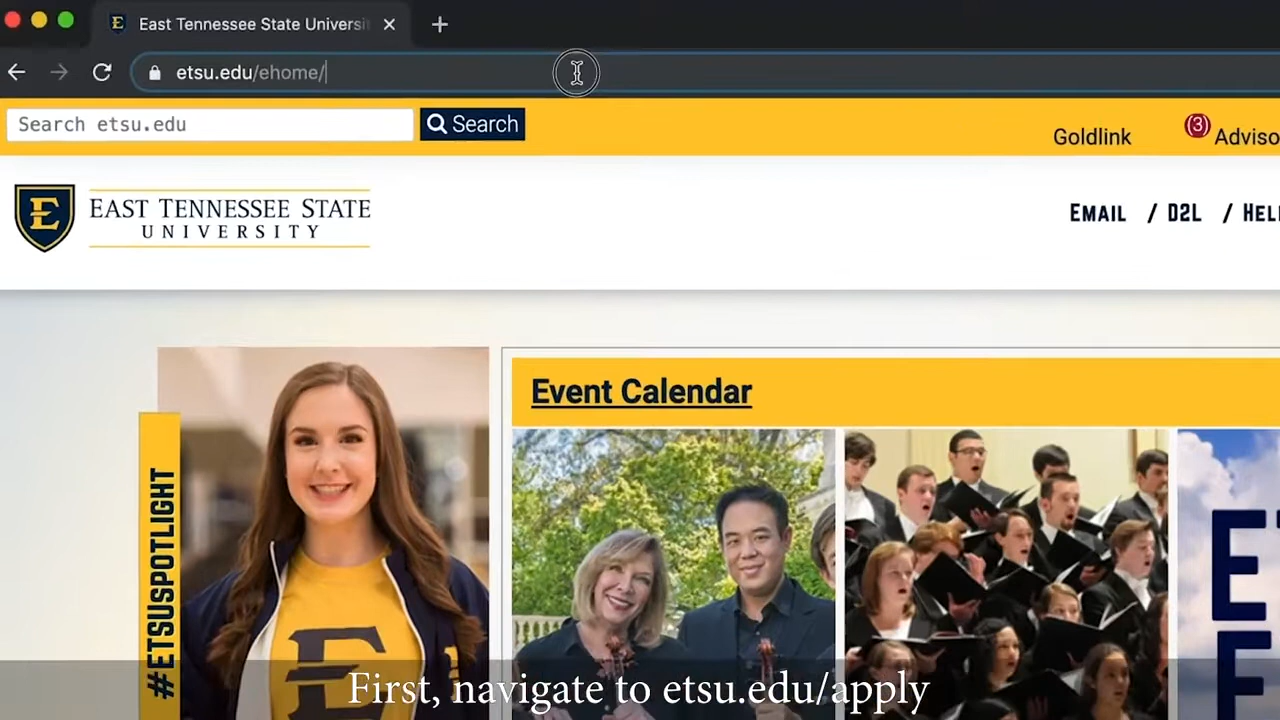 East Tennessee State Universi
etsu.edu/ehome/
Search etsu.edu
Search
Goldlink
(3)
Adviso
E
EAST TENNESSEE STATE
UNIVERSITY
EMAIL / D2L / HEL
Event Calendar
#ETSUSPOTLIGHT
E
E
E
First, navigate to etsu.edu/apply